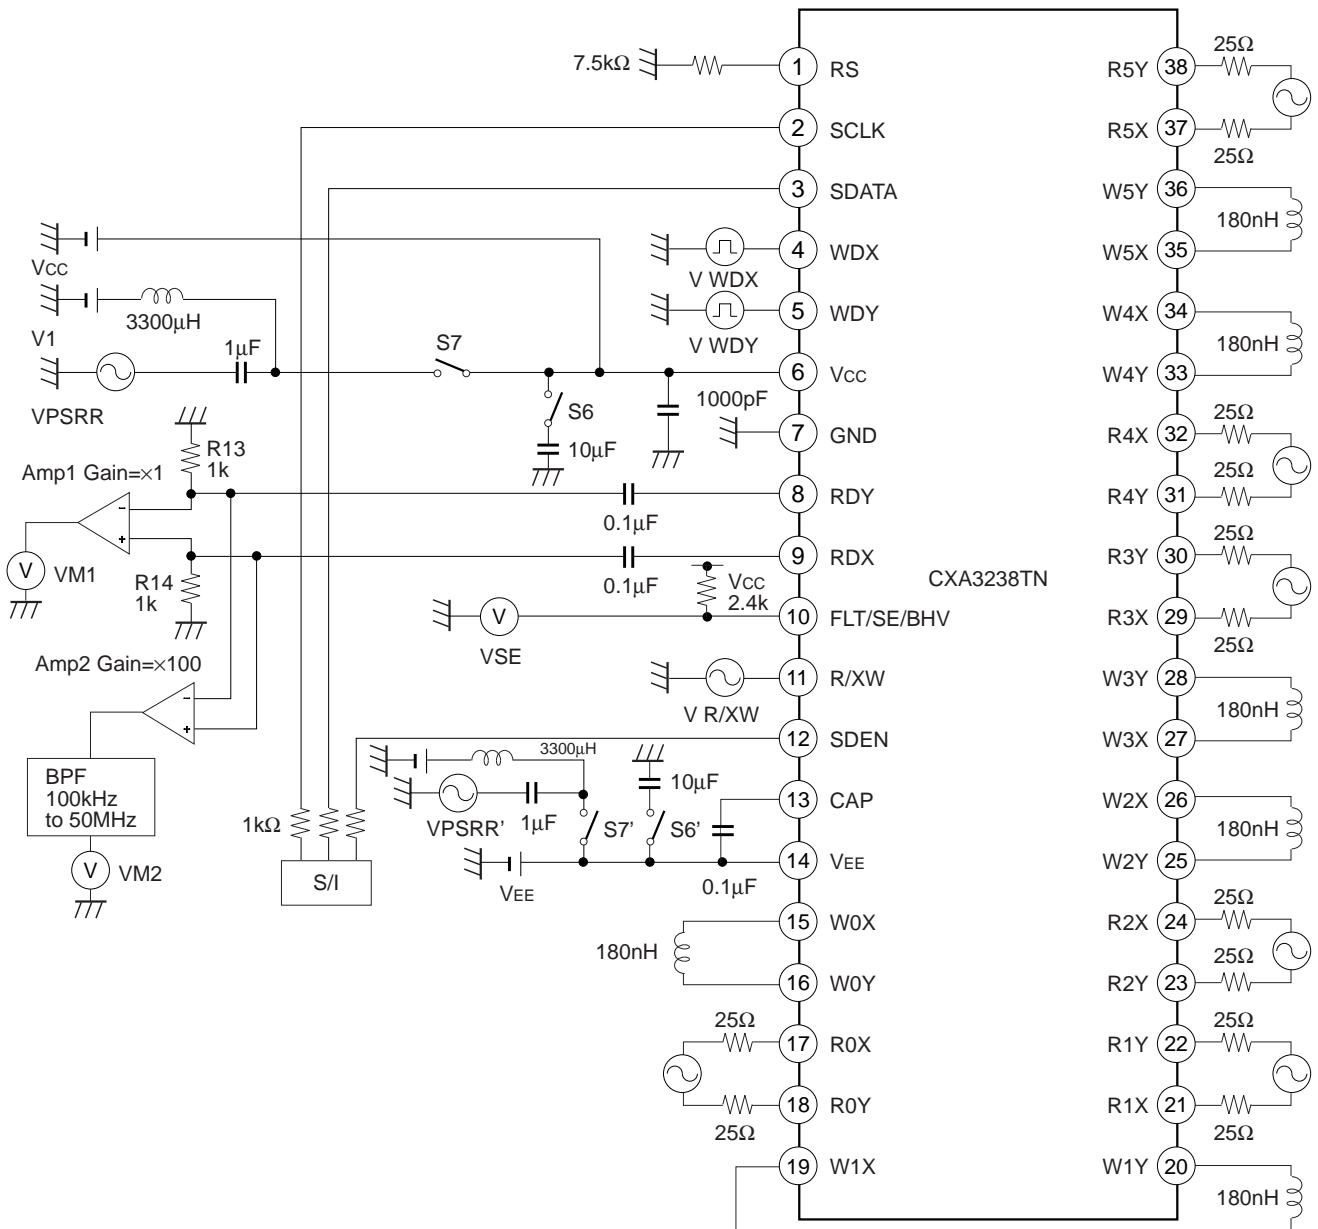 7.5kΩ
1 RS
2 SCLK
3 SDATA
4 WDX
V WDX
5 WDY
V WDY
VCC
3300μH
V1
1μF
VPSRR
S7
S6
10μF
1000pF
6 VCC
7 GND
R13
1k
Amp1 Gain=×1
-
+
V VM1
R14
1k
0.1μF
8 RDY
0.1μF
9 RDX
VCC
2.4k
10 FLT/SE/BHV
V
VSE
Amp2 Gain=×100
-
+
BPF
100kHz
to 50MHz
V VM2
11 R/XW
V R/XW
12 SDEN
3300μH
10μF
13 CAP
VPSRR'
1μF
S7'
S6'
1kΩ
S/I
VEE
0.1μF
14 VEE
15 W0X
180nH
16 W0Y
25Ω
17 R0X
18 R0Y
25Ω
19 W1X
CXA3238TN
25Ω
R5Y 38
R5X 37
25Ω
W5Y 36
180nH
W5X 35
W4X 34
180nH
W4Y 33
25Ω
R4X 32
25Ω
R4Y 31
25Ω
R3Y 30
R3X 29
25Ω
W3Y 28
180nH
W3X 27
W2X 26
180nH
W2Y 25
25Ω
R2X 24
25Ω
R2Y 23
25Ω
R1Y 22
R1X 21
25Ω
W1Y 20
180nH